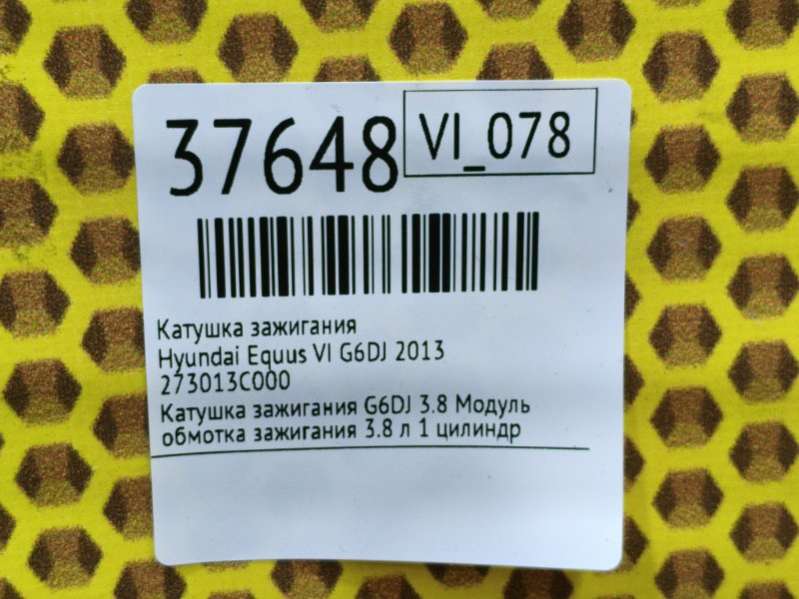 37648
VI_078
Катушка зажигания
Hyundai Equus VI G6DJ 2013
273013C000
Катушка зажигания G6DJ 3.8 Модуль
обмотка зажигания 3.8 л 1 цилиндр